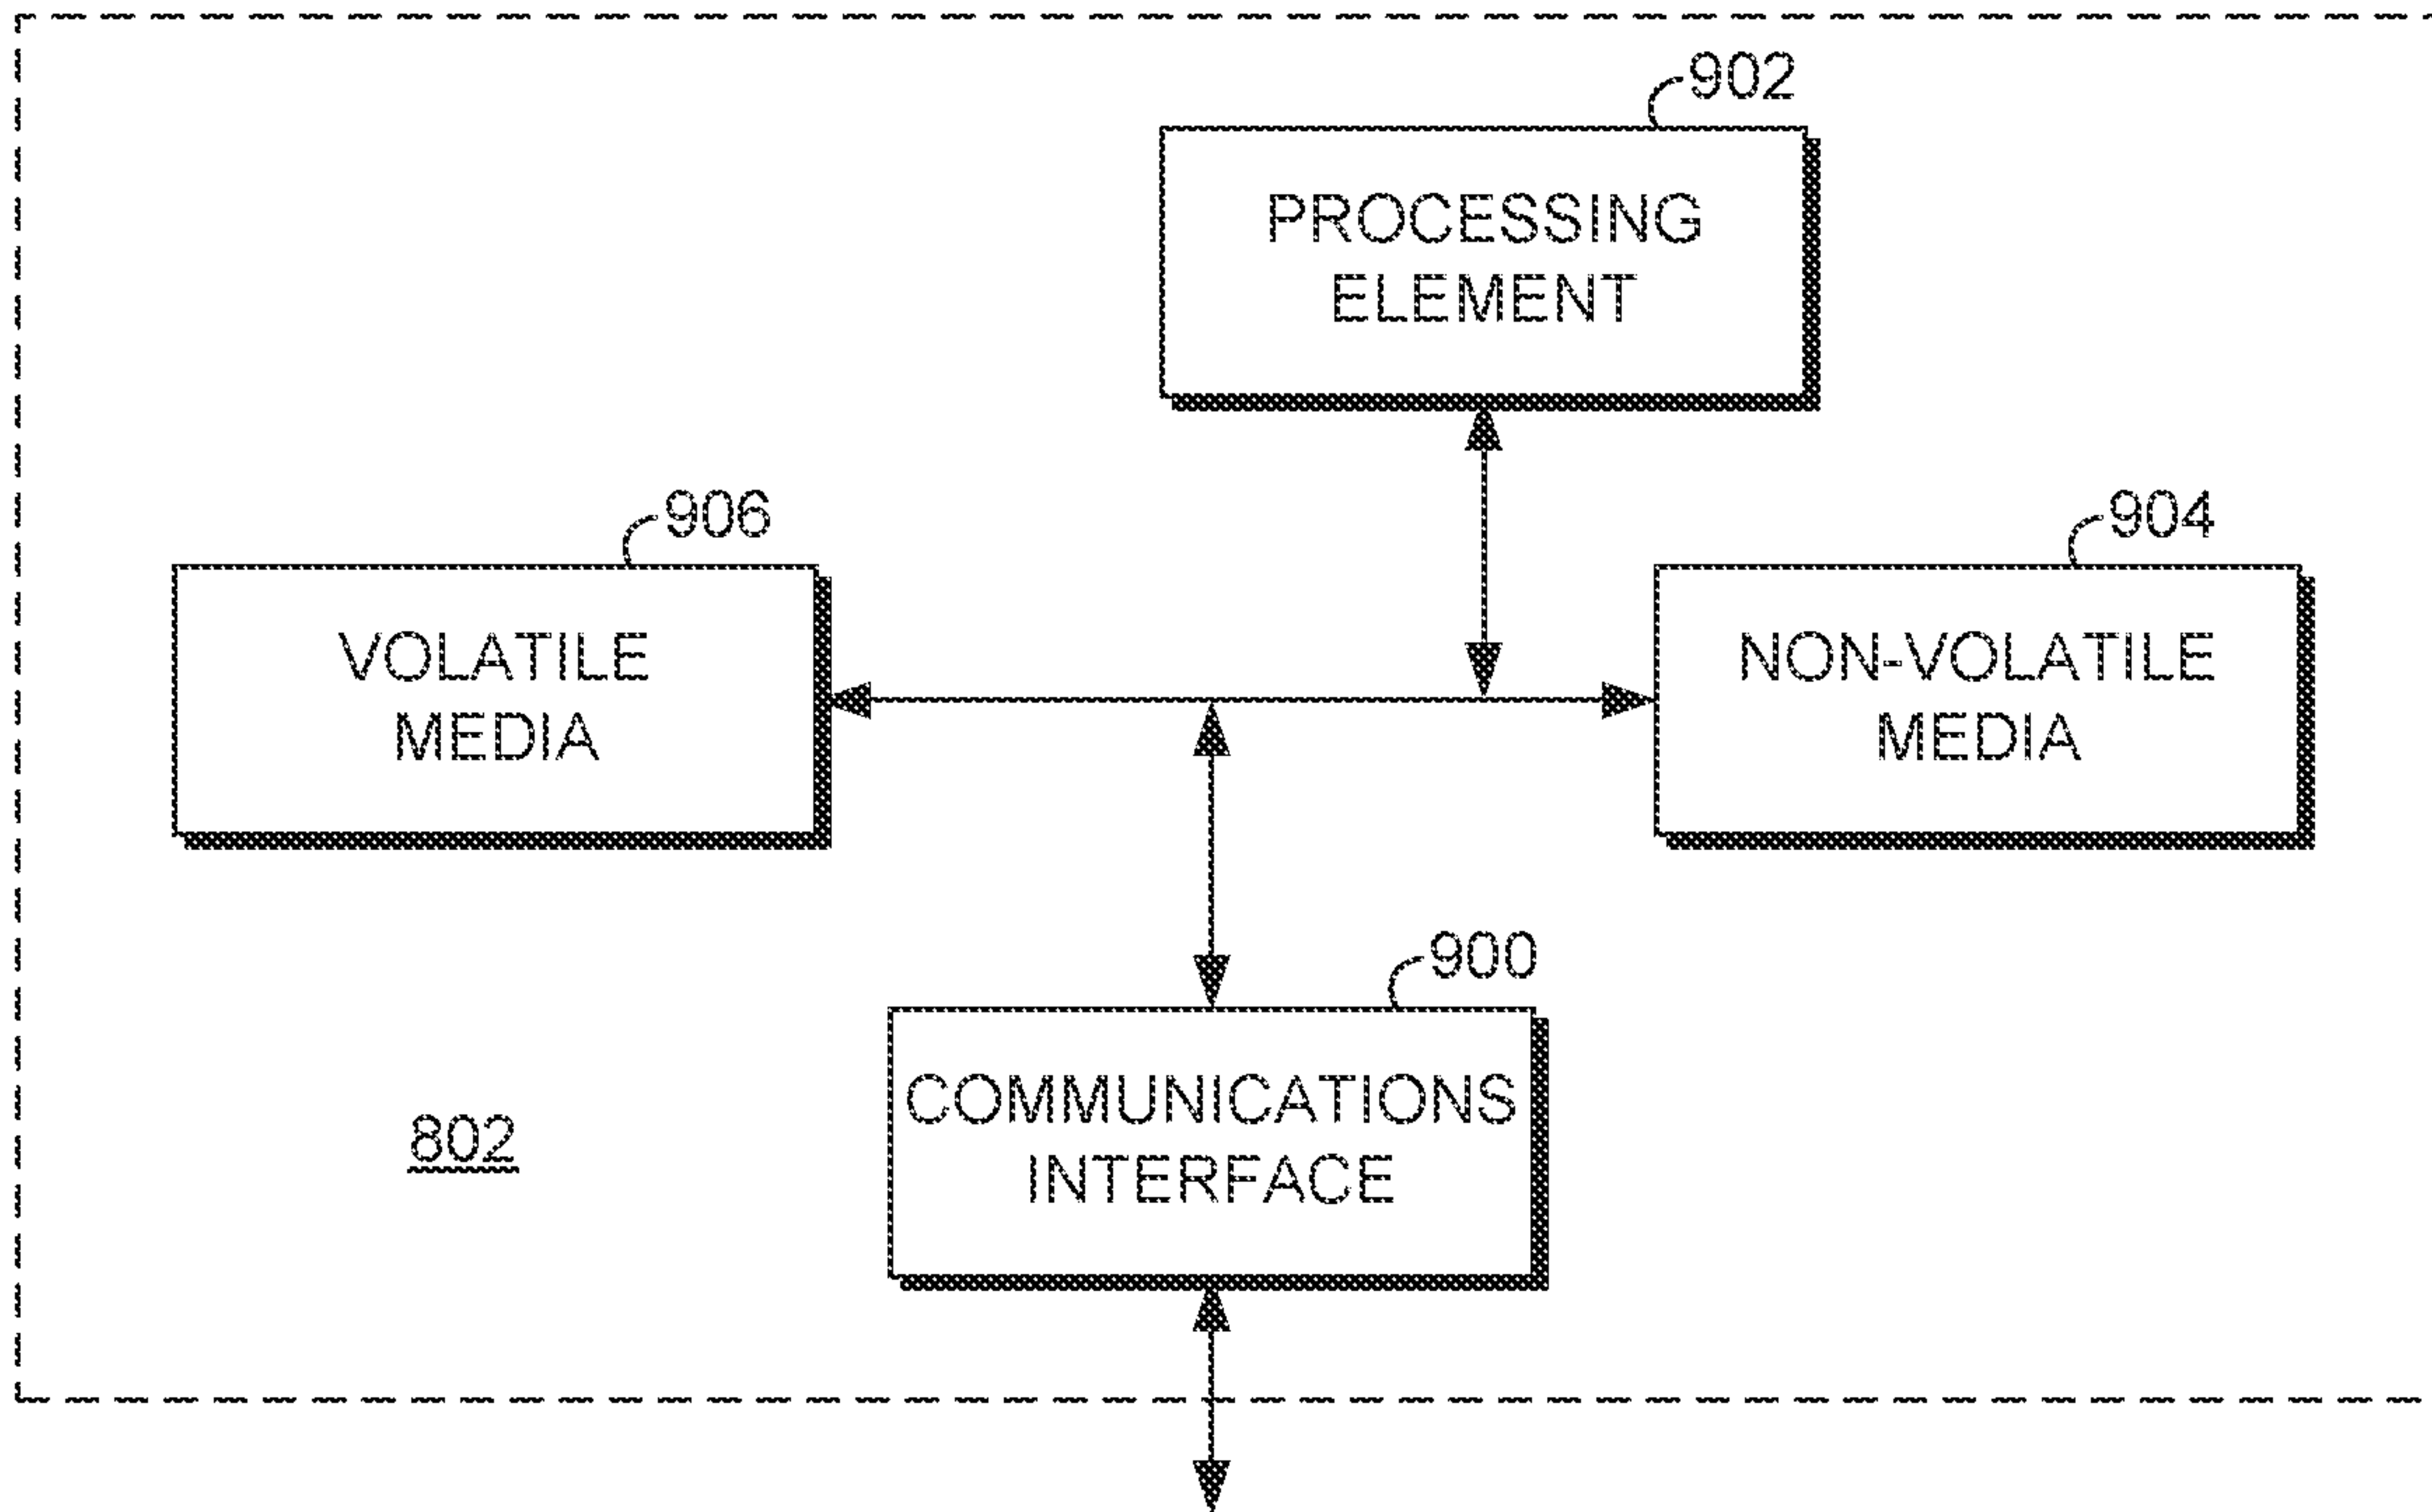 902
PROCESSING
ELEMENT
906
VOLATILE
MEDIA
904
NON-VOLATILE
MEDIA
900
COMMUNICATIONS
INTERFACE
802